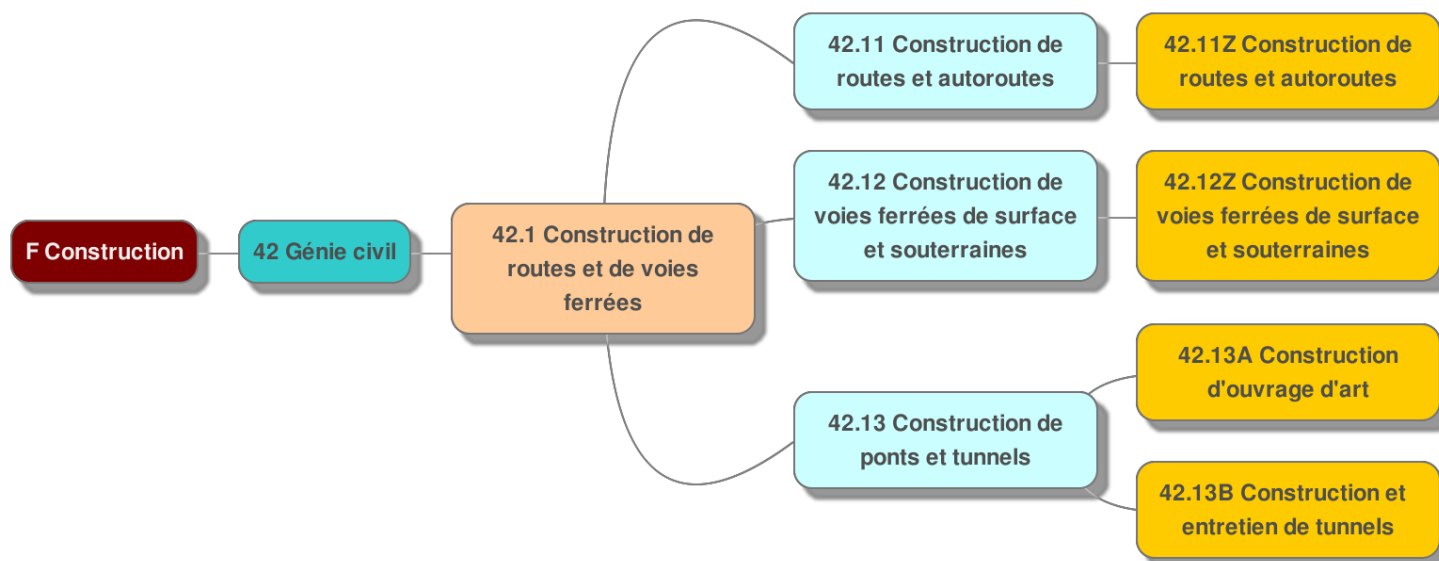 F Construction
42 Génie civil
42.1 Construction de
routes et de voies
ferrées
42.11 Construction de
routes et autoroutes
42.11Z Construction de
routes et autoroutes
42.12 Construction de
voies ferrées de surface
et souterraines
42.12Z Construction de
voies ferrées de surface
et souterraines
42.13 Construction de
ponts et tunnels
42.13A Construction
d'ouvrage d'art
42.13B Construction et
entretien de tunnels